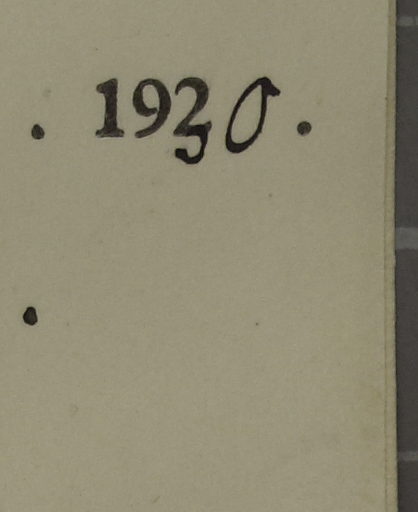 . 1930.
.